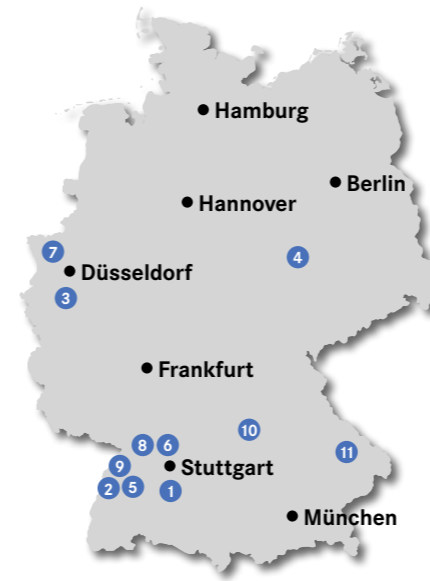 Hamburg
Berlin
Hannover
7
4
Düsseldorf
3
Frankfurt
10
8 6
11
9 Stuttgart
2 5 1
München